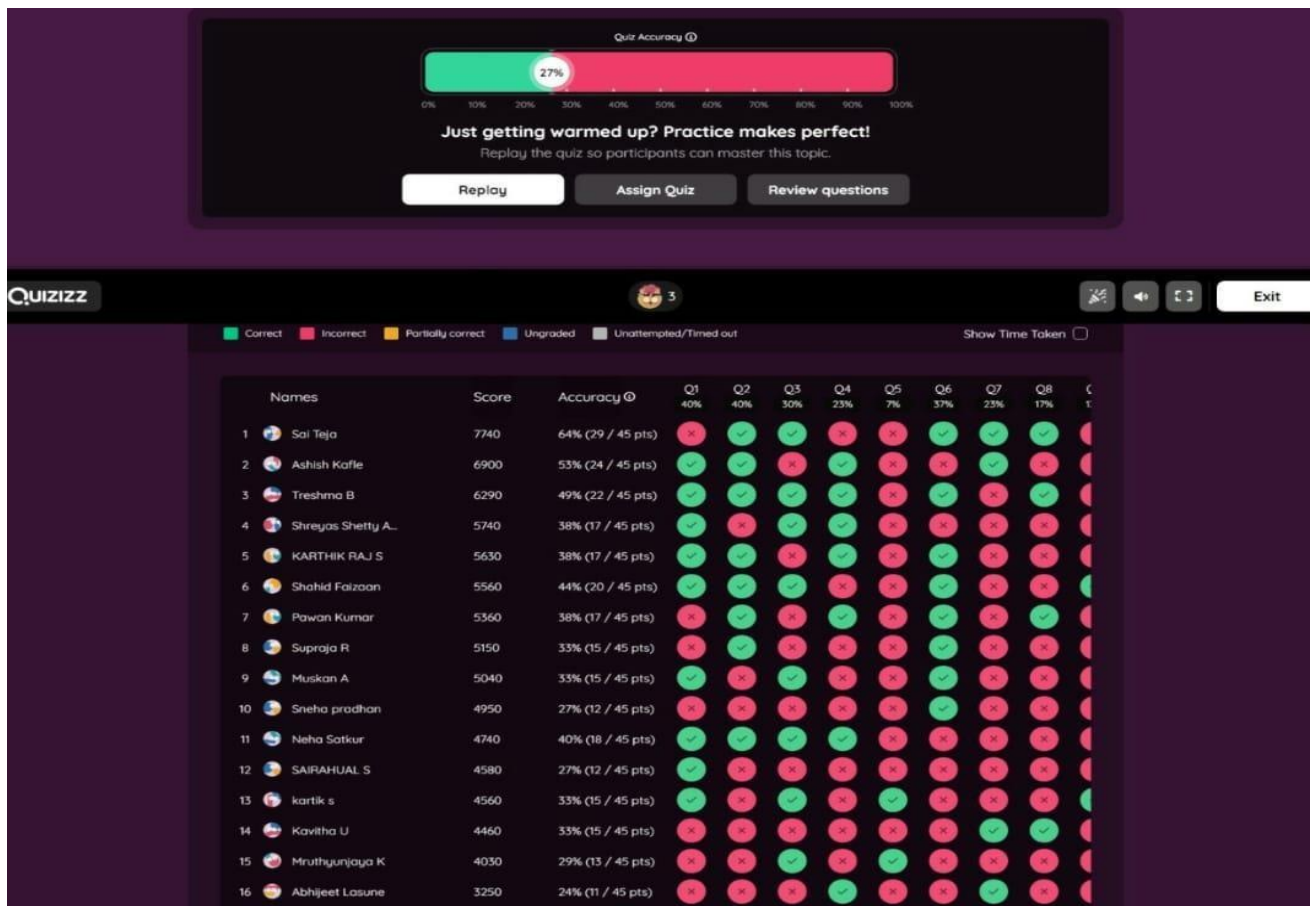 Quiz Accuracy
27%
0% 10% 20% 30% 40% 50% 60% 70% 80% 90% 100%
Just getting warmed up? Practice makes perfect!
Replay the quiz so participants can master this topic.
Replay Assign Quiz Review questions
QUIZIZZ 3 Exit
Correct Incorrect Partially correct Ungraded Unattempted/Timed out Show Time Taken
Names Score Accuracy Q1 Q2 Q3 Q4 Q5 Q6 Q7 Q8
40% 40% 30% 23% 7% 37% 23% 17%
1 Sai Teja 7740 64% (29 / 45 pts)
2 Ashish Kafle 6900 53% (24 / 45 pts)
3 Treshma B 6290 49% (22 / 45 pts)
4 Shreyas Shetty A... 5740 38% (17 / 45 pts)
5 KARTHIK RAJ S 5630 38% (17 / 45 pts)
6 Shahid Faizaan 5560 44% (20 / 45 pts)
7 Pawan Kumar 5360 38% (17 / 45 pts)
8 Supraja R 5150 33% (15 / 45 pts)
9 Muskan A 5040 33% (15 / 45 pts)
10 Sneha pradhan 4950 27% (12 / 45 pts)
11 Neha Satkur 4740 40% (18 / 45 pts)
12 SAIRAHUAL S 4580 27% (12 / 45 pts)
13 kartik s 4560 33% (15 / 45 pts)
14 Kavitha U 4460 33% (15 / 45 pts)
15 Mruthyunjaya K 4030 29% (13 / 45 pts)
16 Abhijeet Lasune 3250 24% (11 / 45 pts)